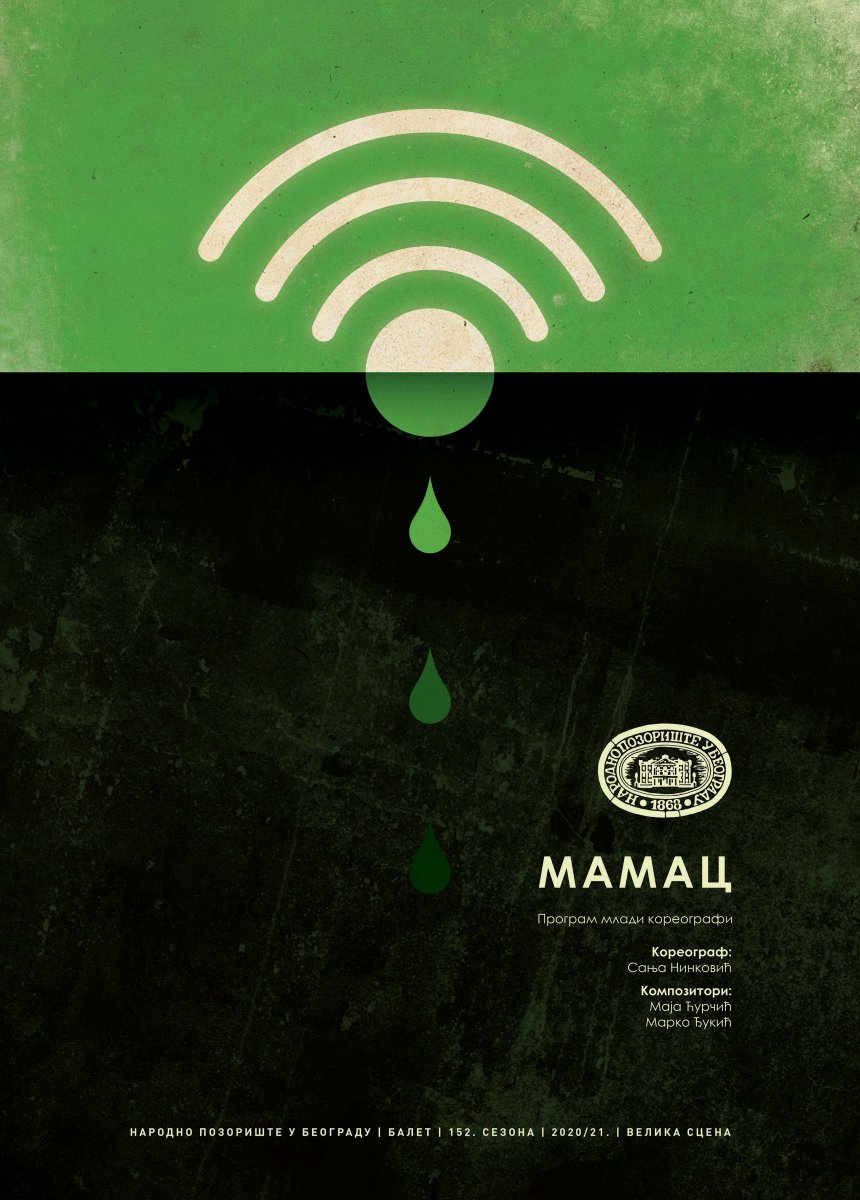 НАРОДНО ПОЗОРИШТЕ У БЕОГРАДУ
1868
МАМАЦ
Програм млади кореографи
Кореограф:
Сања Нинковић
Композитори:
Маја Ћурчић
Марко Ђукић
НАРОДНО ПОЗОРИШТЕ У БЕОГРАДУ | БАЛЕТ | 152. СЕЗОНА | 2020/21. | ВЕЛИКА СЦЕНА